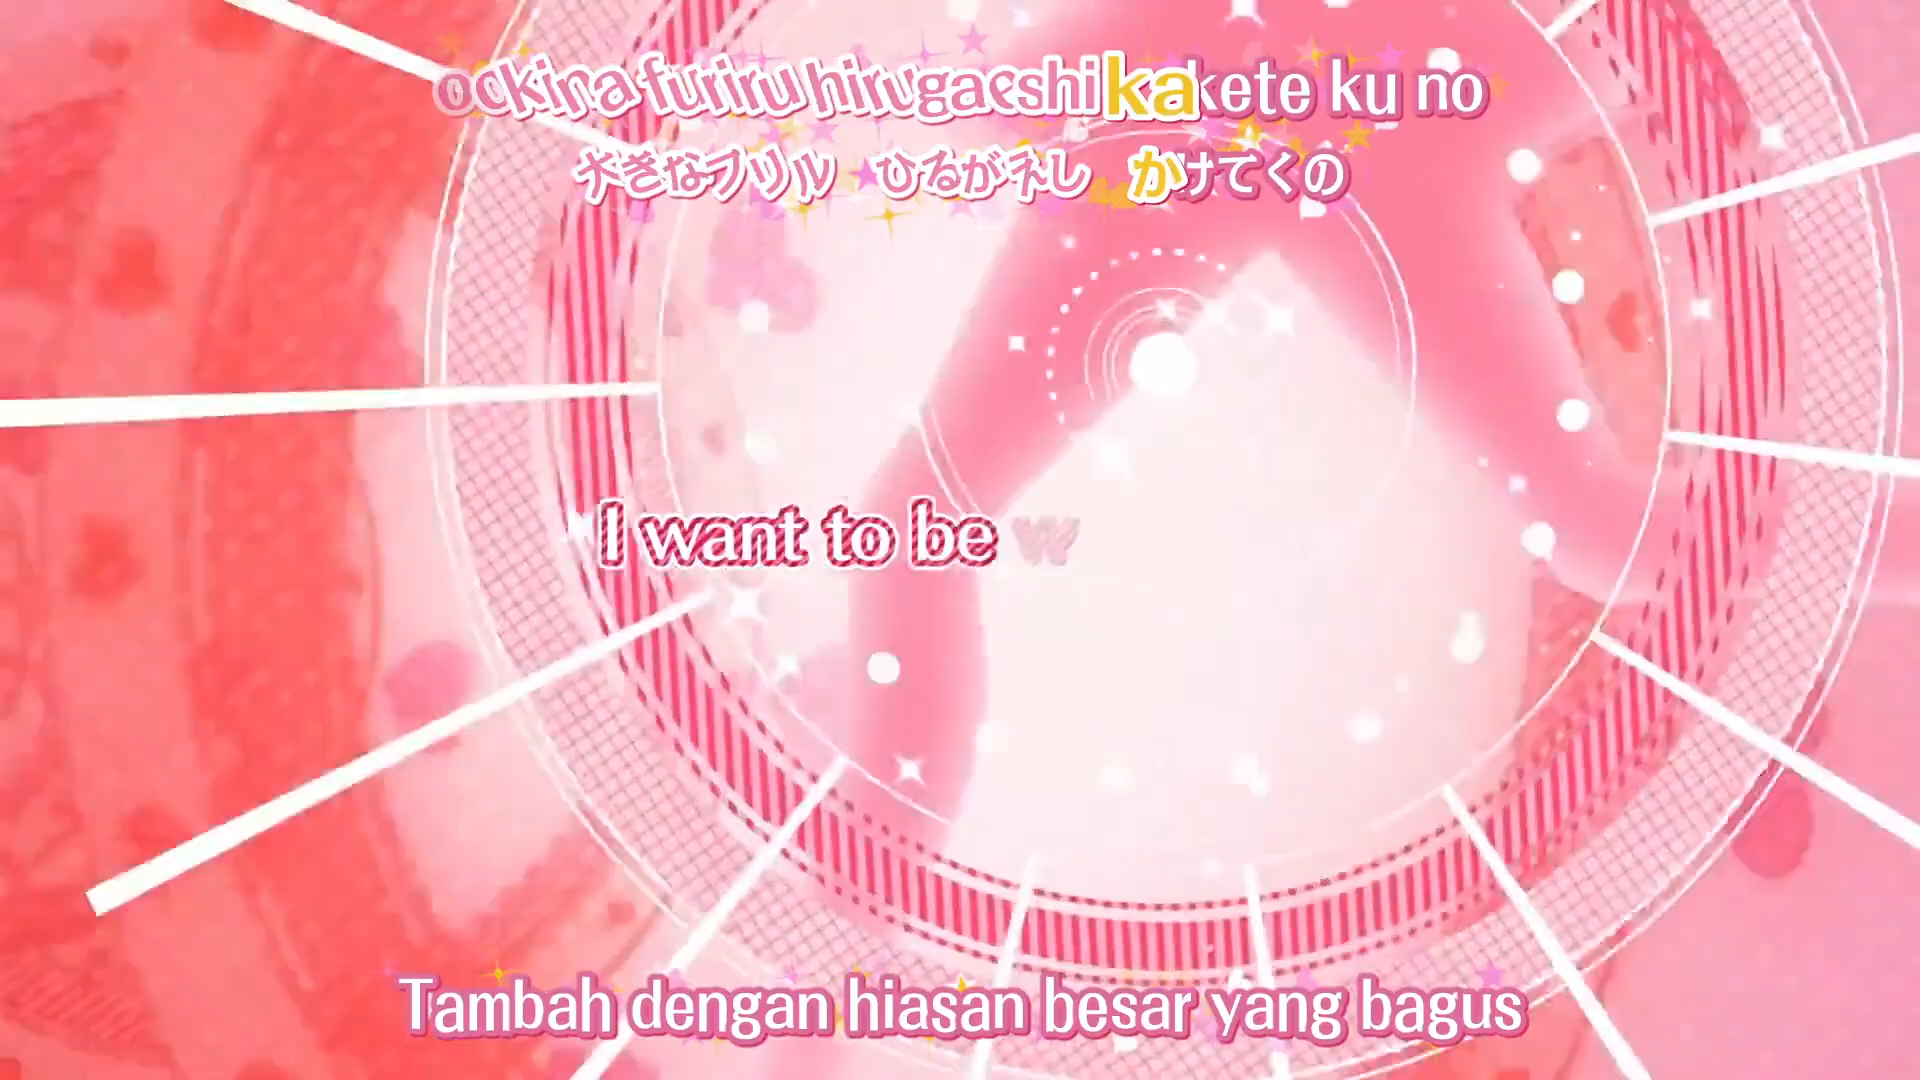 ookina furiru hirugaeshi kakete ku no
大きなフリル ひるがえし かけてくの
I want to be w
Tambah dengan hiasan besar yang bagus